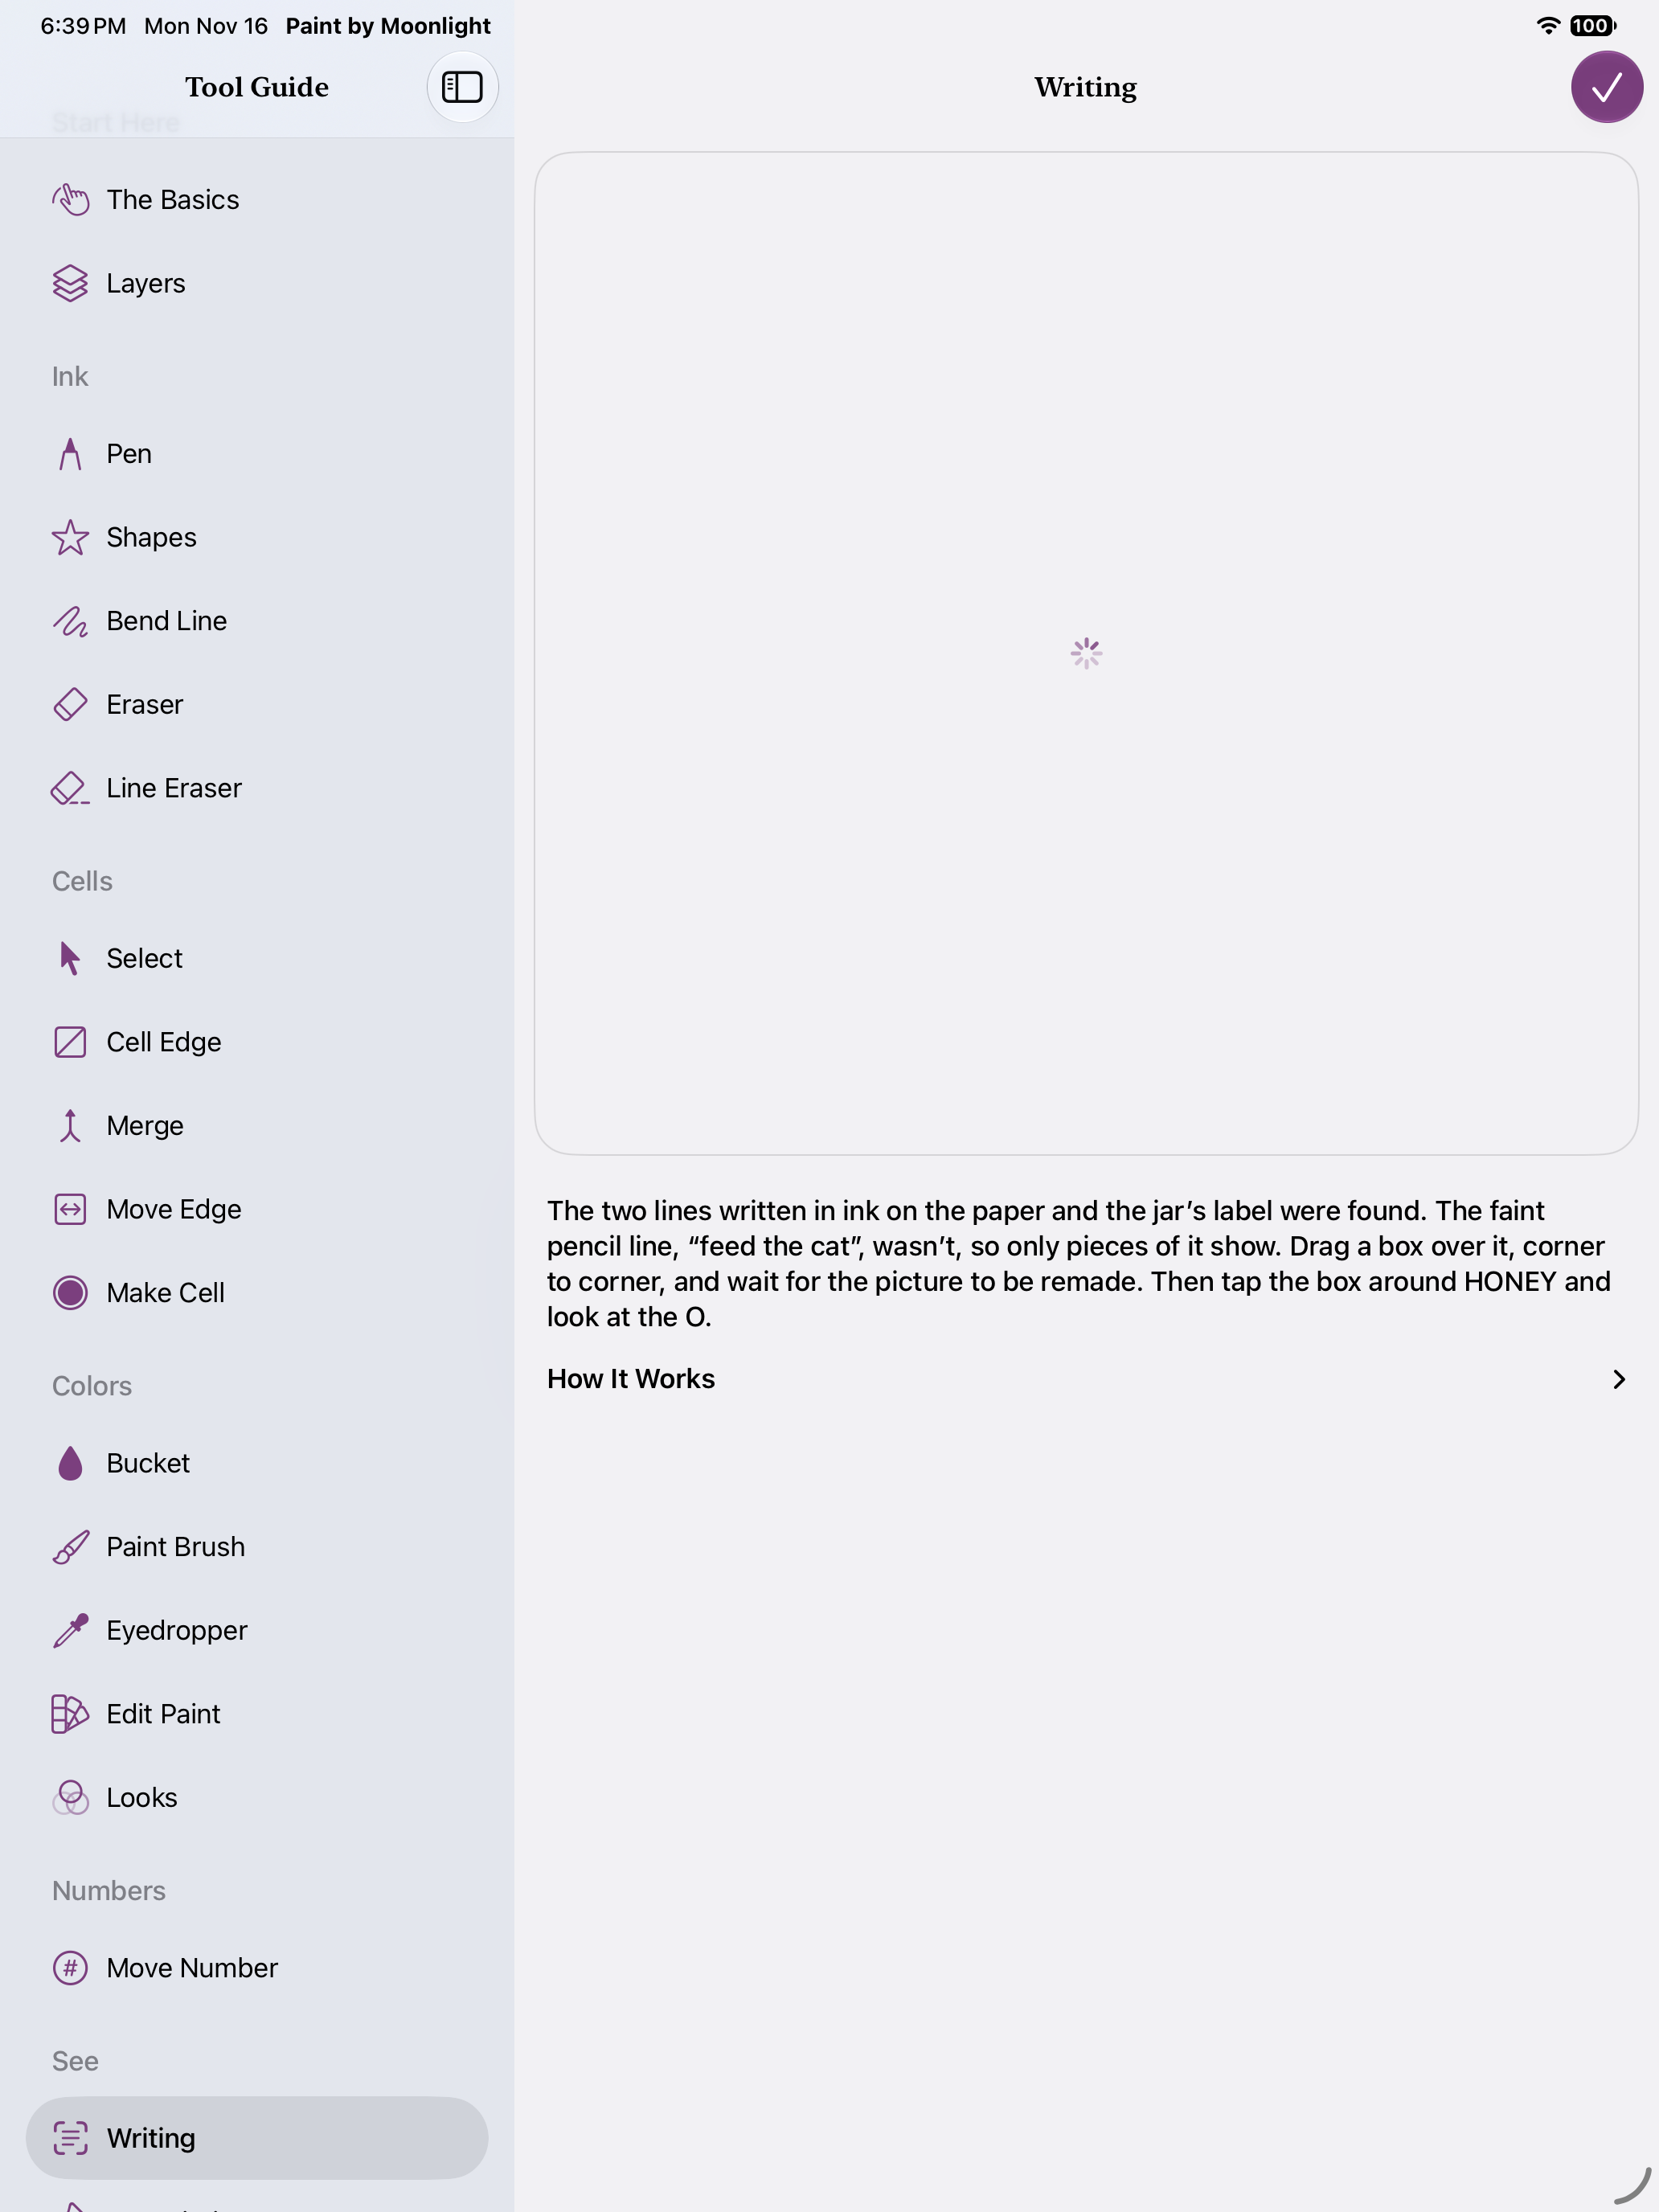 6:39 PM Mon Nov 16 Paint by Moonlight
100
Tool Guide
Writing
Start Here
The Basics
Layers
Ink
Pen
Shapes
Bend Line
Eraser
Line Eraser
Cells
Select
Cell Edge
Merge
Move Edge
Make Cell
Colors
Bucket
Paint Brush
Eyedropper
Edit Paint
Looks
Numbers
# Move Number
See
Writing
The two lines written in ink on the paper and the jar’s label were found. The faint
pencil line, “feed the cat”, wasn’t, so only pieces of it show. Drag a box over it, corner
to corner, and wait for the picture to be remade. Then tap the box around HONEY and
look at the O.
How It Works